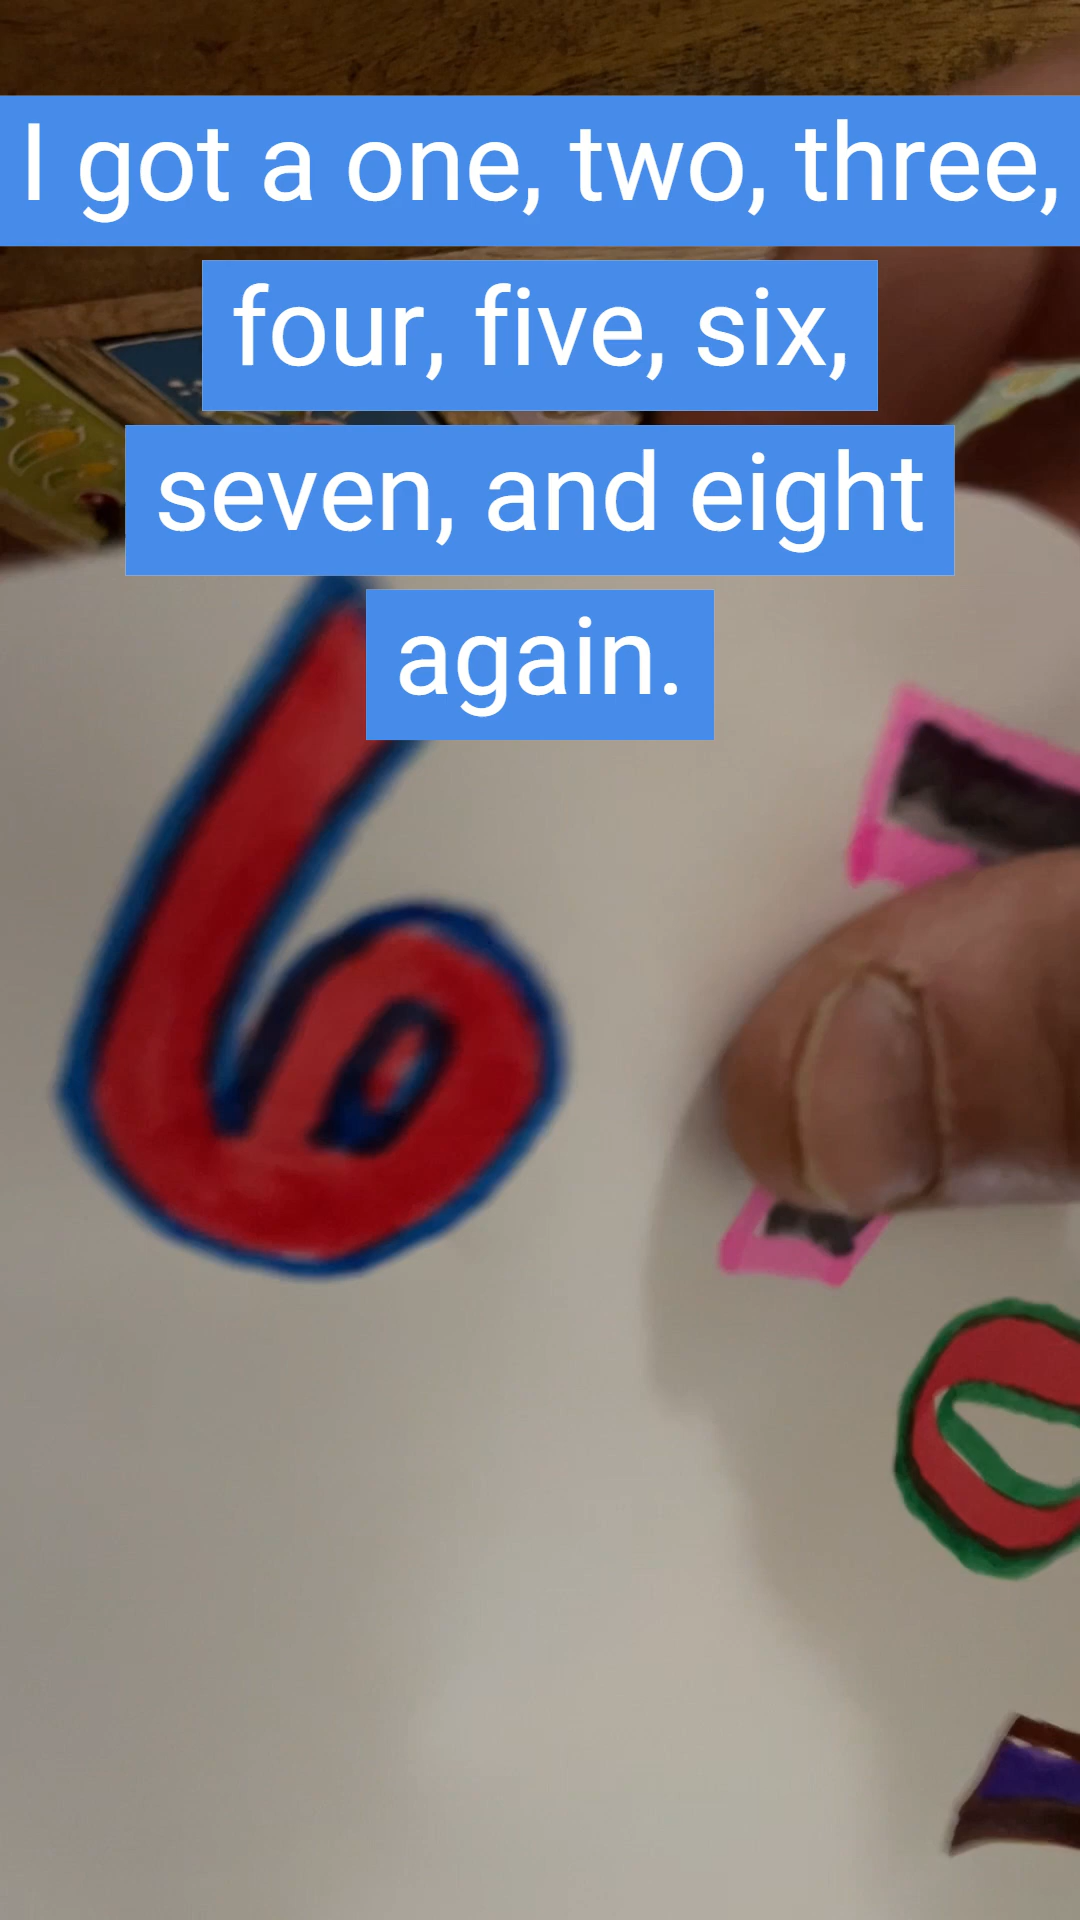 I got a one, two, three,
four, five, six,
seven, and eight
again.
6